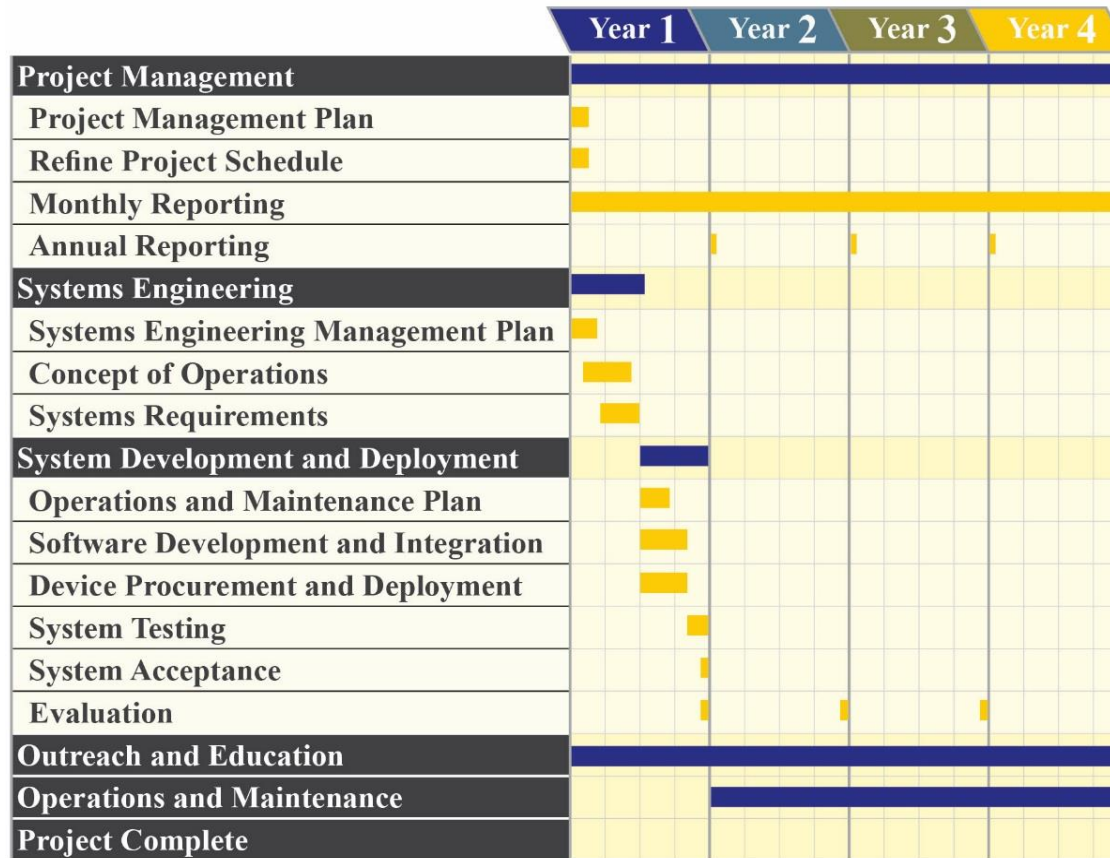 Year 1 Year 2 Year 3 Year 4
Project Management
Project Management Plan
Refine Project Schedule
Monthly Reporting
Annual Reporting
Systems Engineering
Systems Engineering Management Plan
Concept of Operations
Systems Requirements
System Development and Deployment
Operations and Maintenance Plan
Software Development and Integration
Device Procurement and Deployment
System Testing
System Acceptance
Evaluation
Outreach and Education
Operations and Maintenance
Project Complete